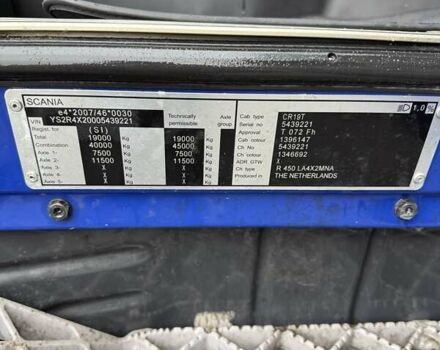 SCANIA
e4*2007/46*0030
VIN YS2R4X20005439221
Regist. for (SI) Technically permissible Axle group
Total 19000 Kg 19000 Kg
Combination 40000 Kg 45000 Kg
Axle 1- 7500 Kg 7500 Kg
Axle 2- 11500 Kg 11500 Kg
Axle 3- X Kg X Kg
Axle 4- X Kg X Kg
Axle 5- X Kg X Kg
Cab type CR19T
Serial no 5439221
Approval T 072 Fh
Cab colour 1396147
Ch. No 5439221
Ch colour 1346692
ADR GTW X
Ch type R 450 LA4X2MNA
Produced in THE NETHERLANDS
1,0 %